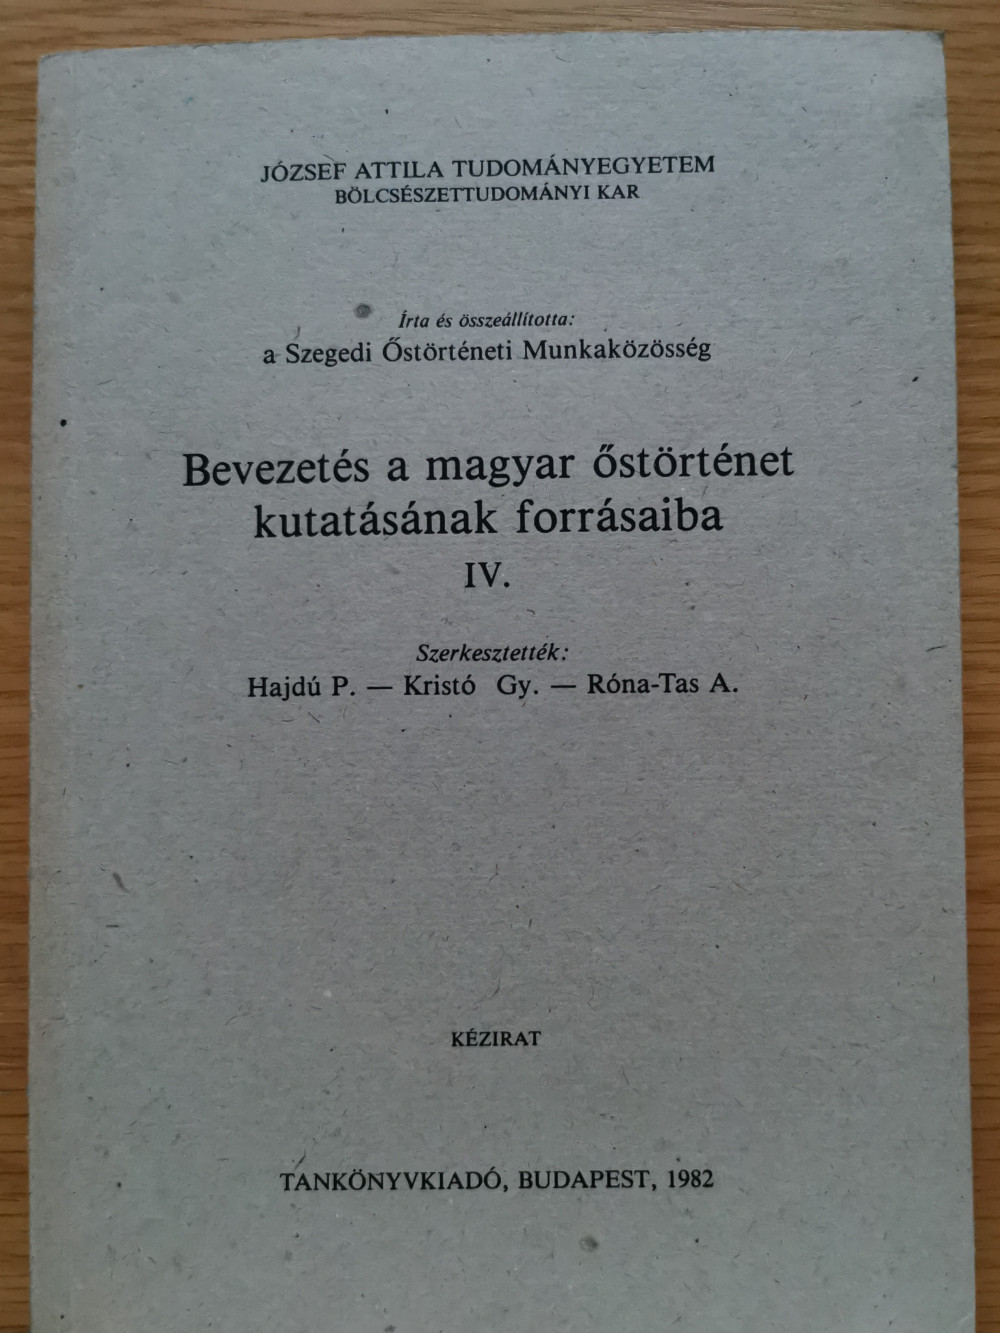 JÓZSEF ATTILA TUDOMÁNYEGYETEM
BÖLCSÉSZETTUDOMÁNYI KAR
Írta és összeállította:
a Szegedi Őstörténeti Munkaközösség
Bevezetés a magyar őstörténet
kutatásának forrásaiba
IV.
Szerkesztették:
Hajdú P. — Kristó Gy. — Róna-Tas A.
KÉZIRAT
TANKÖNYVKIADÓ, BUDAPEST, 1982